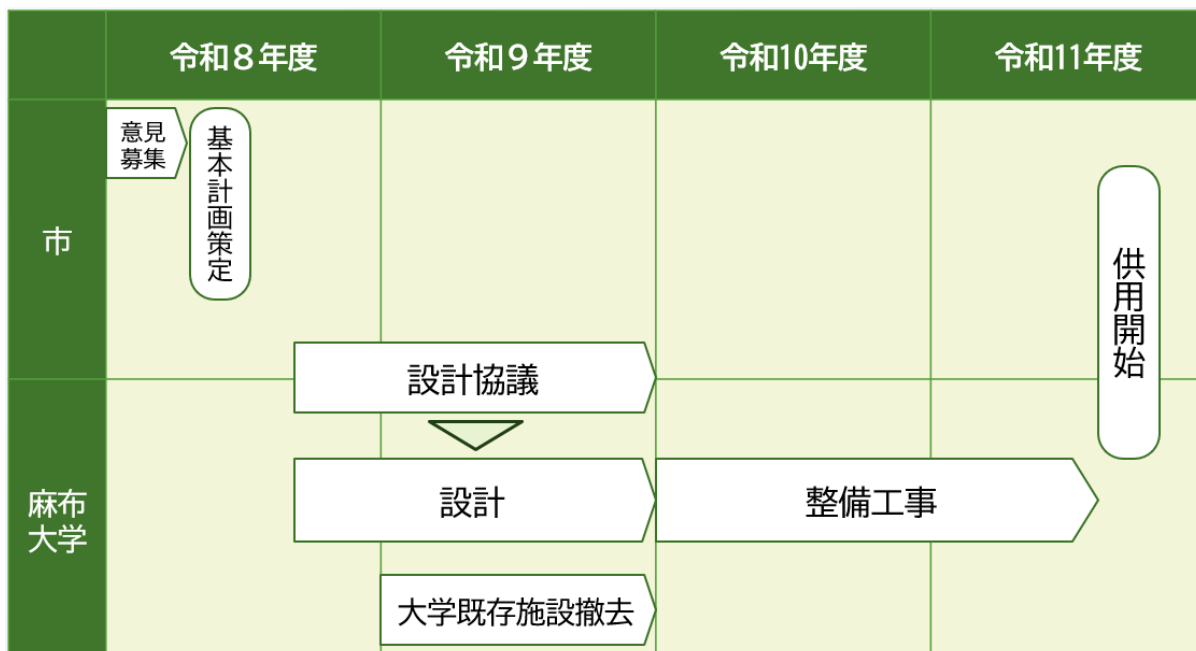 令和８年度
令和９年度
令和10年度
令和11年度
市
意見
募集
基本計画策定
供用開始
設計協議
麻布
大学
設計
整備工事
大学既存施設撤去